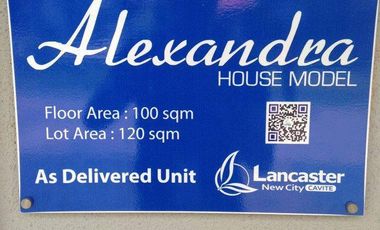 Alexandra
HOUSE MODEL
Floor Area : 100 sqm
Lot Area : 120 sqm
As Delivered Unit
Lancaster
New City CAVITE